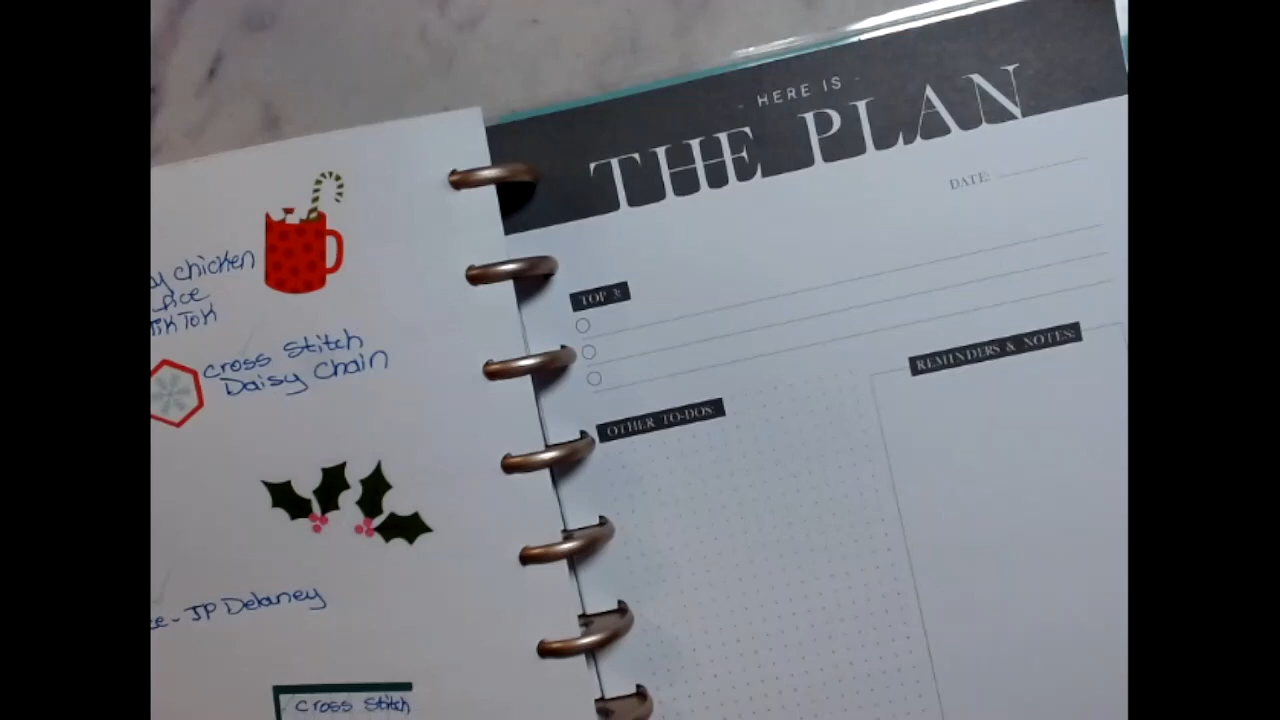 chicken
TikTok
cross stitch
Daisy Chain
- JP Delaney
cross stitch
- HERE IS -
THE PLAN
DATE:
TOP 3:
OTHER TO-DOS:
REMINDERS & NOTES: